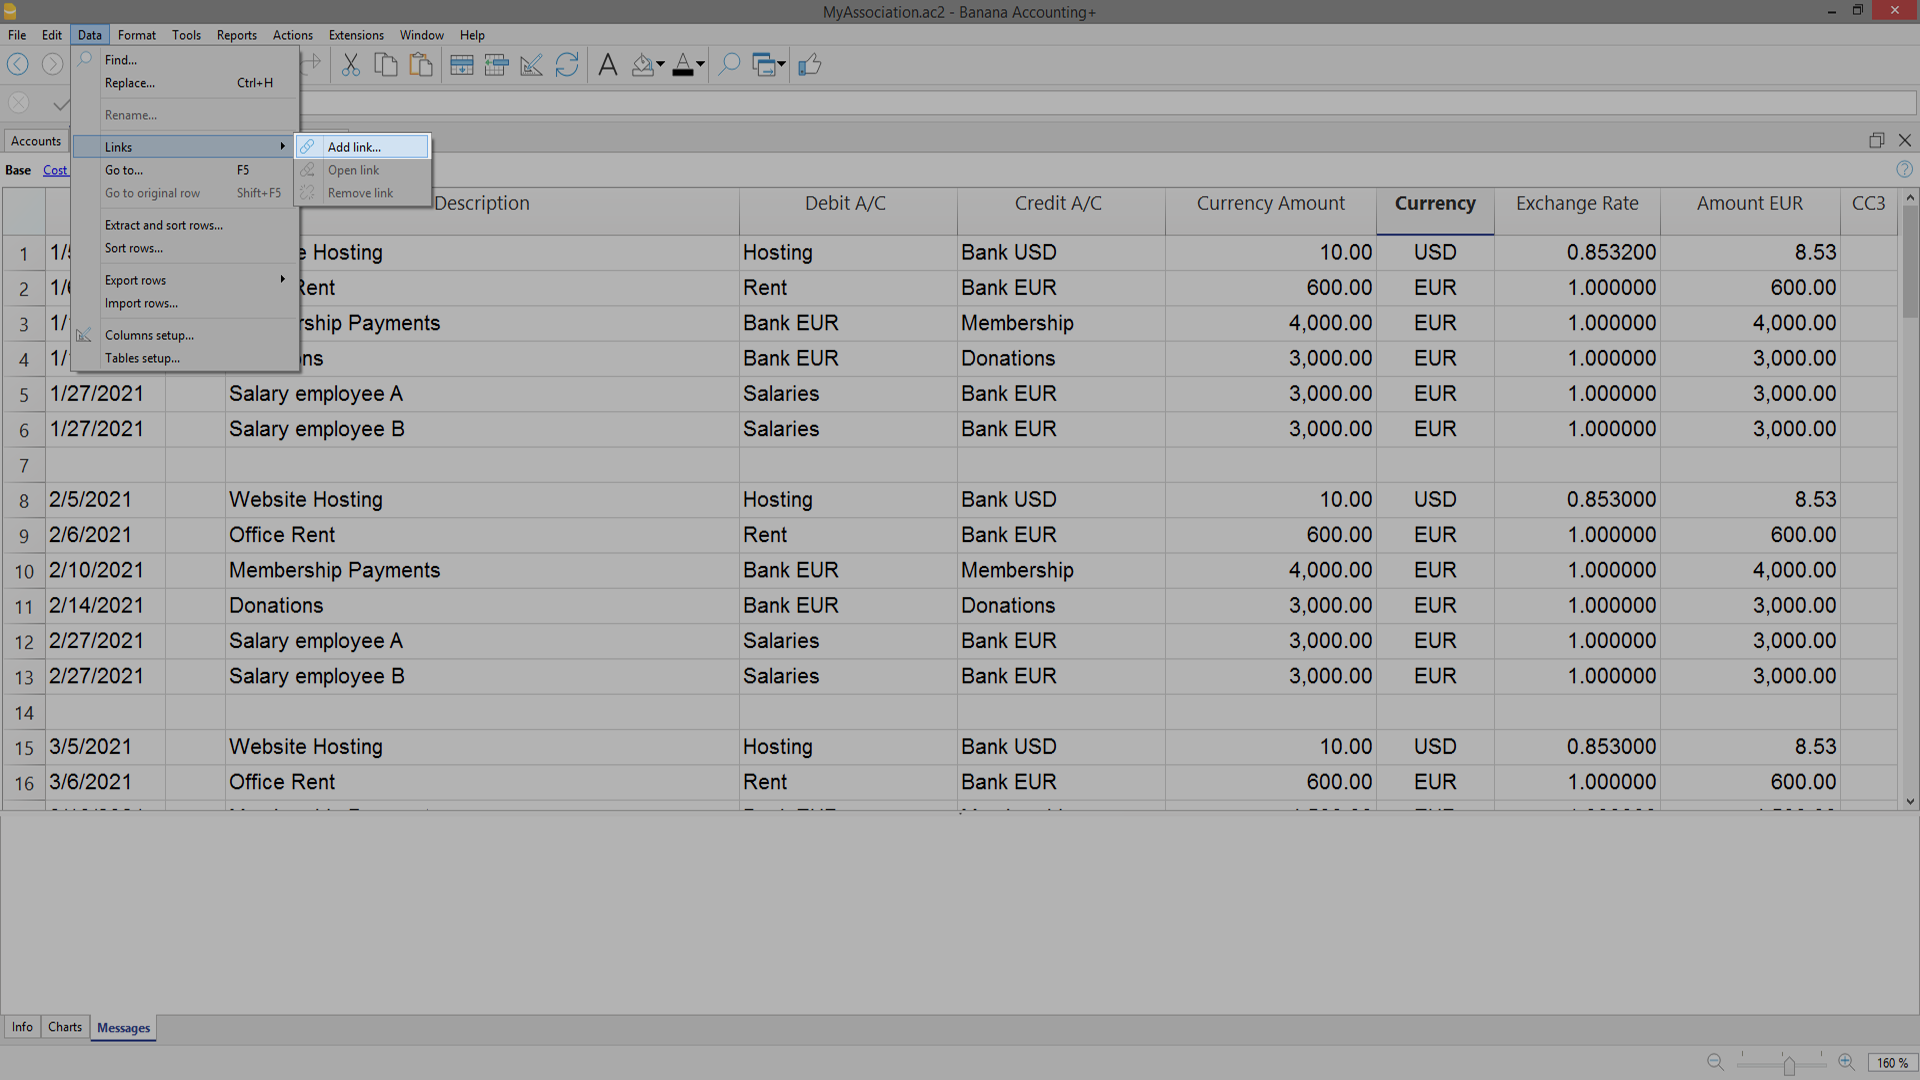 MyAssociation.ac2 - Banana Accounting+
File Edit Data Format Tools Reports Actions Extensions Window Help
Find...
Replace... Ctrl+H
Rename...
Links
Go to... F5
Go to original row Shift+F5
Extract and sort rows...
Sort rows...
Export rows
Import rows...
Columns setup...
Tables setup...
Add link...
Open link
Remove link
Accounts
Base Cost
Description Debit A/C Credit A/C Currency Amount Currency Exchange Rate Amount EUR CC3
1 Hosting Hosting Bank USD 10.00 USD 0.853200 8.53
2 Rent Rent Bank EUR 600.00 EUR 1.000000 600.00
3 Payments Bank EUR Membership 4,000.00 EUR 1.000000 4,000.00
4 Bank EUR Donations 3,000.00 EUR 1.000000 3,000.00
5 1/27/2021 Salary employee A Salaries Bank EUR 3,000.00 EUR 1.000000 3,000.00
6 1/27/2021 Salary employee B Salaries Bank EUR 3,000.00 EUR 1.000000 3,000.00
7
8 2/5/2021 Website Hosting Hosting Bank USD 10.00 USD 0.853000 8.53
9 2/6/2021 Office Rent Rent Bank EUR 600.00 EUR 1.000000 600.00
10 2/10/2021 Membership Payments Bank EUR Membership 4,000.00 EUR 1.000000 4,000.00
11 2/14/2021 Donations Bank EUR Donations 3,000.00 EUR 1.000000 3,000.00
12 2/27/2021 Salary employee A Salaries Bank EUR 3,000.00 EUR 1.000000 3,000.00
13 2/27/2021 Salary employee B Salaries Bank EUR 3,000.00 EUR 1.000000 3,000.00
14
15 3/5/2021 Website Hosting Hosting Bank USD 10.00 USD 0.853000 8.53
16 3/6/2021 Office Rent Rent Bank EUR 600.00 EUR 1.000000 600.00
Info Charts Messages
160 %